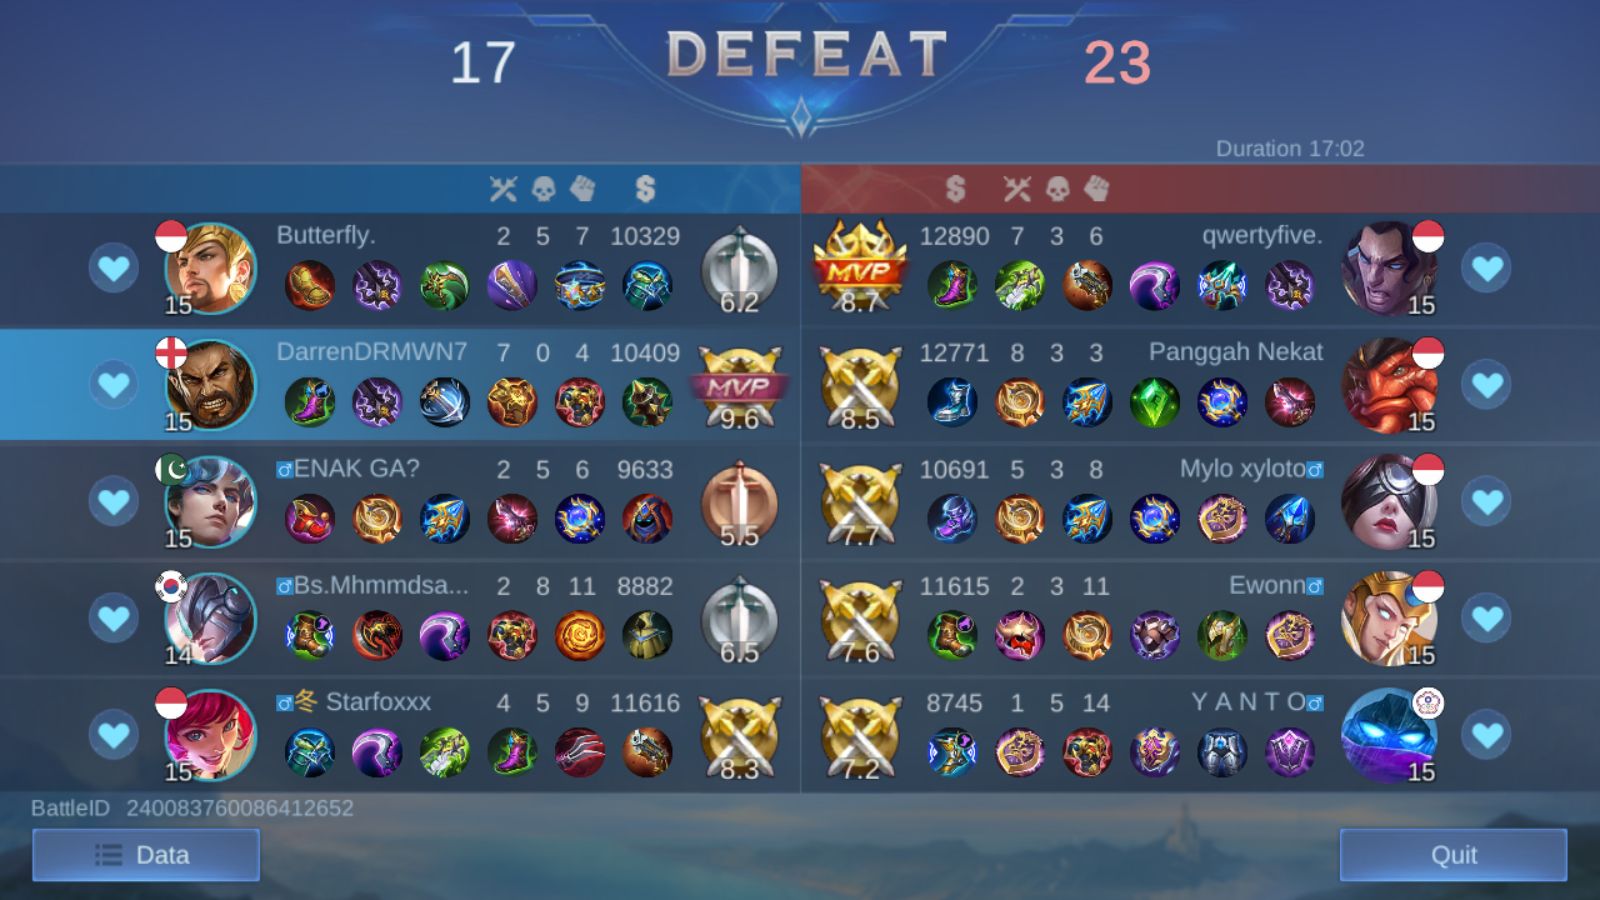 17 DEFEAT 23
Duration 17:02
Butterfly. 2 5 7 10329
15 6.2
MVP 8.7 12890 7 3 6 qwertyfive.
15
DarrenDRMWN7 7 0 4 10409
15 MVP 9.6
8.5 12771 8 3 3 Panggah Nekat
15
♂ENAK GA? 2 5 6 9633
15 5.5
7.7 10691 5 3 8 Mylo xyloto♂
15
♂Bs.Mhmmdsa... 2 8 11 8882
14 6.5
7.6 11615 2 3 11 Ewonn♂
15
♂冬 Starfoxxx 4 5 9 11616
15 8.3
7.2 8745 1 5 14 Y A N T O♂
15
BattleID 240083760086412652
Data
Quit